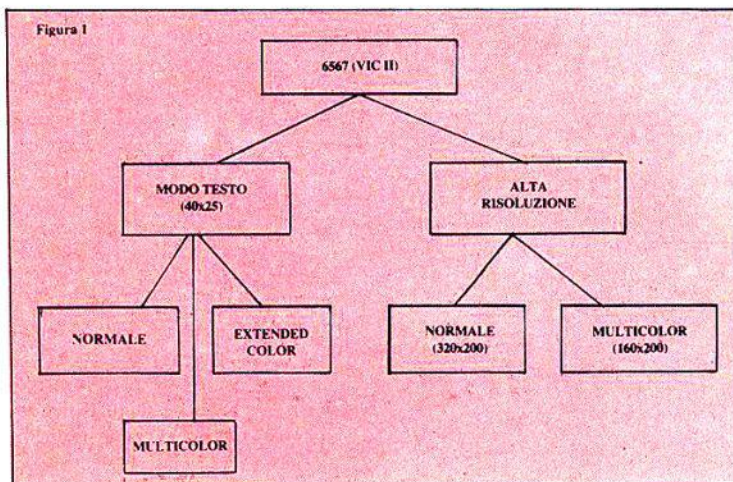 Figura 1
6567 (VIC II)
MODO TESTO
(40x25)
ALTA
RISOLUZIONE
NORMALE
EXTENDED
COLOR
NORMALE
(320x200)
MULTICOLOR
(160x200)
MULTICOLOR